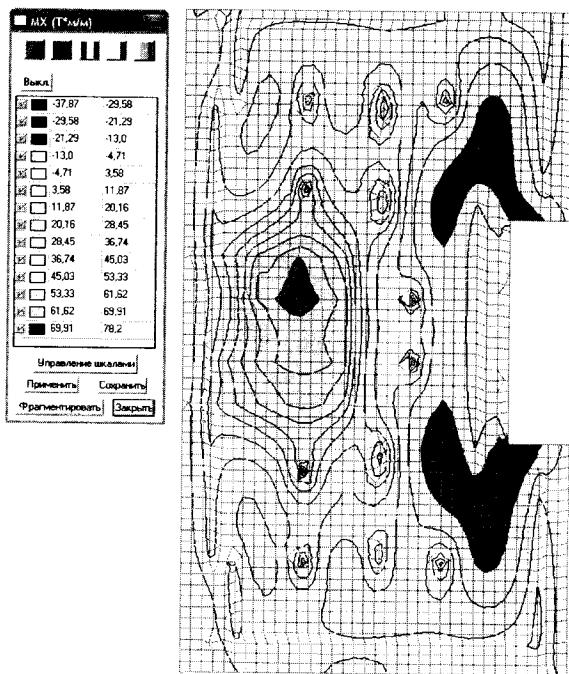 MX (Т*м/м)
Выкл.
-37,87 -29,58
-29,58 -21,29
-21,29 -13,0
-13,0 -4,71
-4,71 3,58
3,58 11,87
11,87 20,16
20,16 28,45
28,45 36,74
36,74 45,03
45,03 53,33
53,33 61,62
61,62 69,91
69,91 78,2
Управление шкалами
Применить Сохранить
Фрагментировать Закрыть